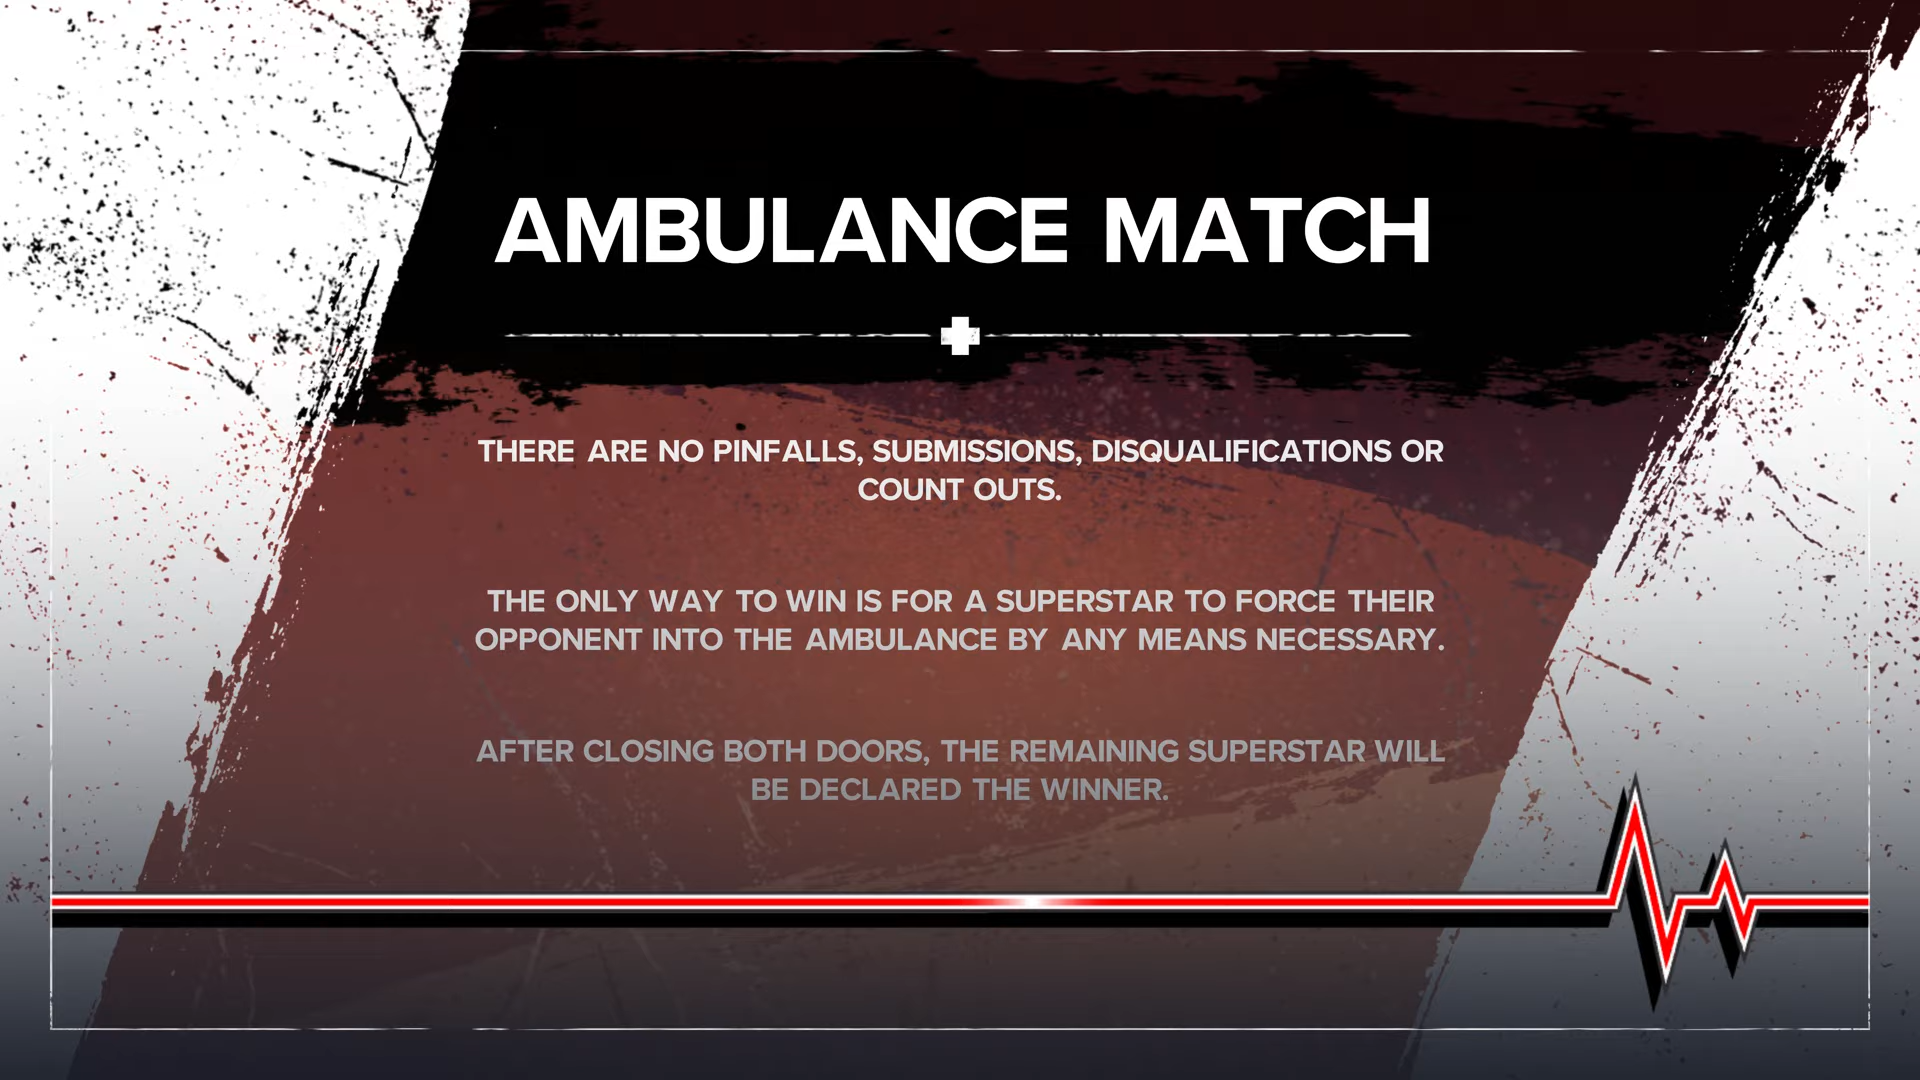 AMBULANCE MATCH
THERE ARE NO PINFALLS, SUBMISSIONS, DISQUALIFICATIONS OR
COUNT OUTS.
THE ONLY WAY TO WIN IS FOR A SUPERSTAR TO FORCE THEIR
OPPONENT INTO THE AMBULANCE BY ANY MEANS NECESSARY.
AFTER CLOSING BOTH DOORS, THE REMAINING SUPERSTAR WILL
BE DECLARED THE WINNER.